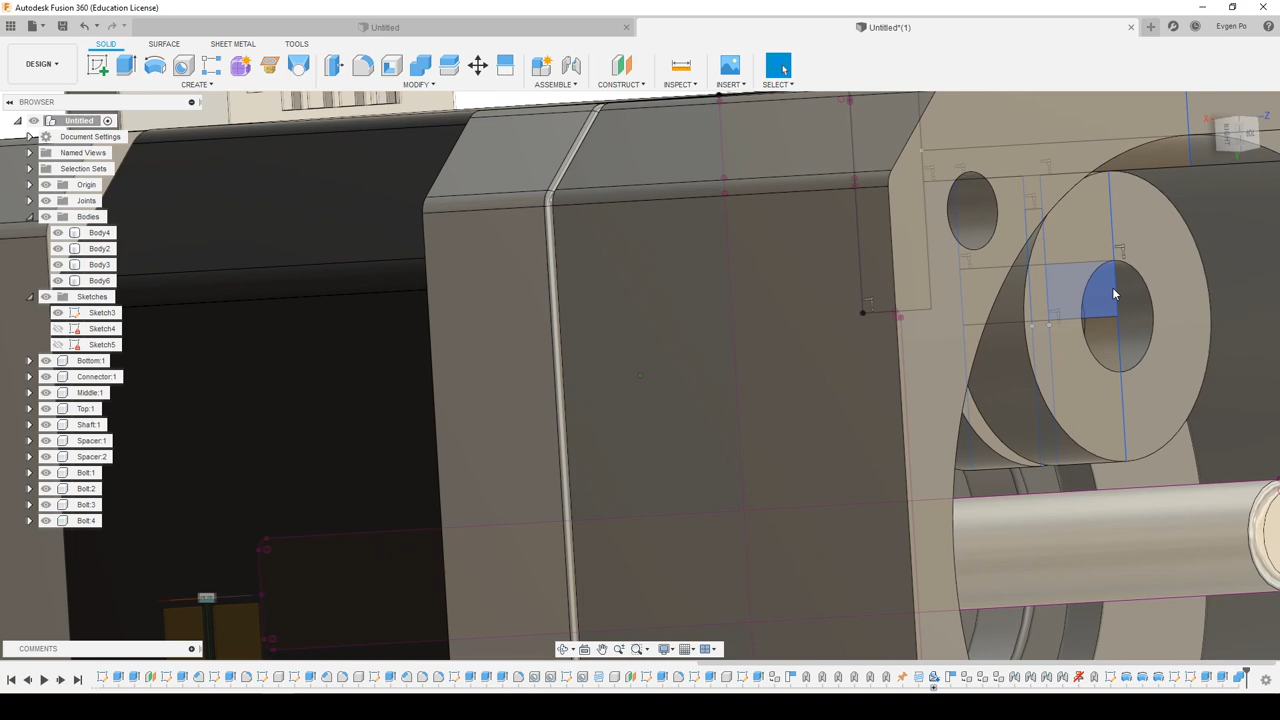 Autodesk Fusion 360 (Education License)
Untitled
Untitled*(1)
Evgen Po
SOLID
SURFACE
SHEET METAL
TOOLS
DESIGN
CREATE
MODIFY
ASSEMBLE
CONSTRUCT
INSPECT
INSERT
SELECT
BROWSER
Untitled
Document Settings
Named Views
Selection Sets
Origin
Joints
Bodies
Body4
Body2
Body3
Body6
Sketches
Sketch3
Sketch4
Sketch5
Bottom:1
Connector:1
Middle:1
Top:1
Shaft:1
Spacer:1
Spacer:2
Bolt:1
Bolt:2
Bolt:3
Bolt:4
X
Z
RIGHT
COMMENTS